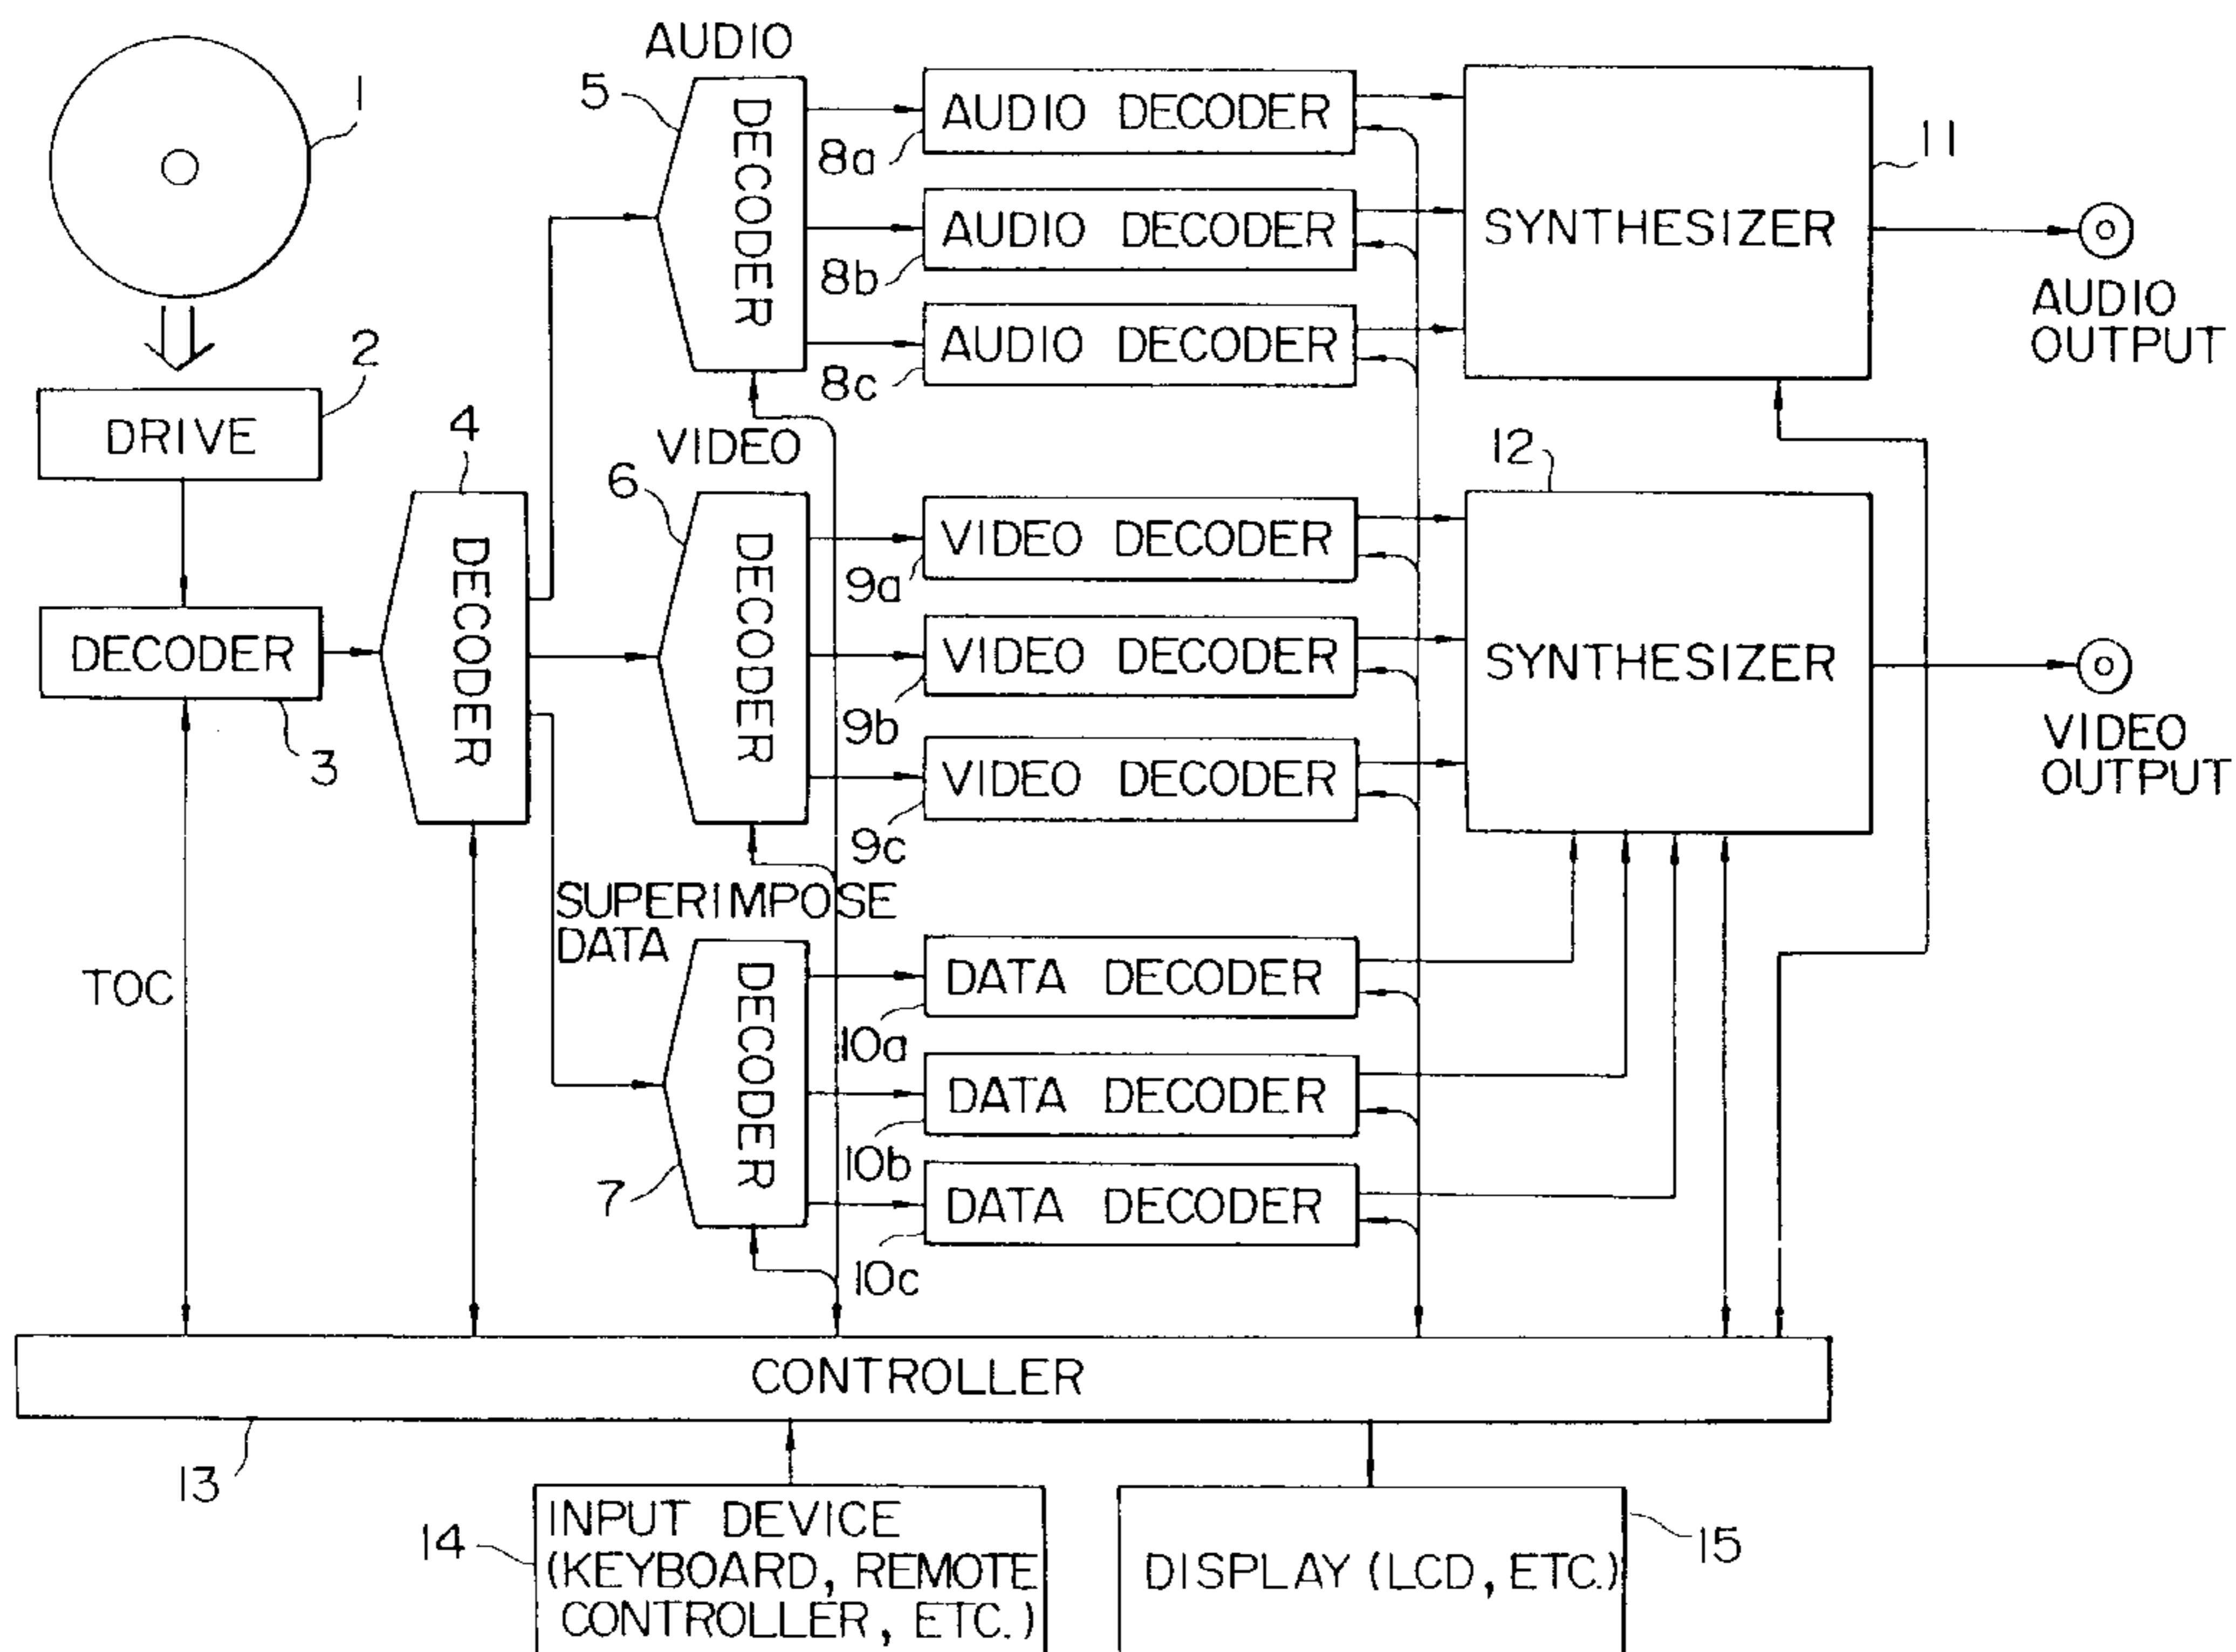 AUDIO
1
5
DECODER
AUDIO DECODER
8a
AUDIO DECODER
8b
AUDIO DECODER
8c
SYNTHESIZER
11
AUDIO
OUTPUT
2
DRIVE
4
DECODER
DECODER
3
TOC
VIDEO
6
DECODER
VIDEO DECODER
9a
VIDEO DECODER
9b
VIDEO DECODER
9c
12
SYNTHESIZER
VIDEO
OUTPUT
SUPERIMPOSE
DATA
7
DECODER
DATA DECODER
10a
DATA DECODER
10b
DATA DECODER
10c
CONTROLLER
13
14
INPUT DEVICE
(KEYBOARD, REMOTE
CONTROLLER, ETC.)
DISPLAY (LCD, ETC.)
15